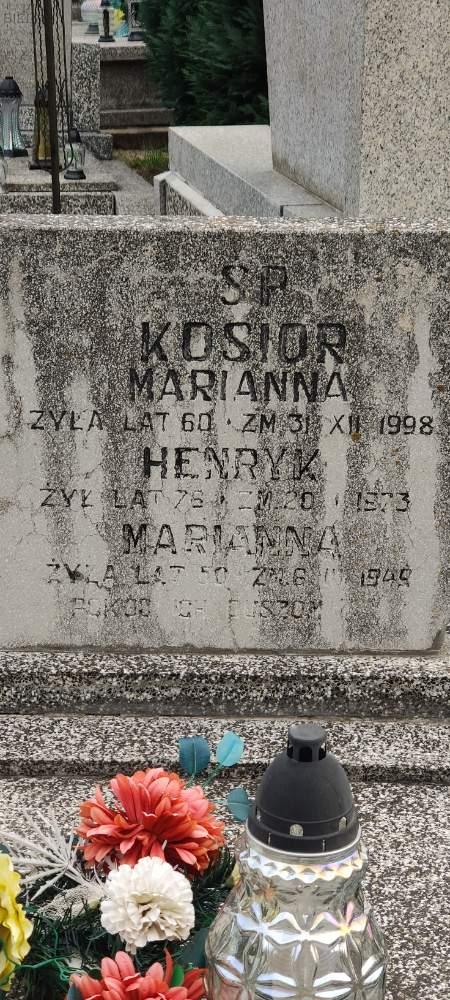 SP
KOSIOR
MARIANNA
ŻYŁA LAT 60 · ZM 31 XII 1998
HENRYK
ŻYŁ LAT 76 · ZM. 20 I 1973
MARIANNA
ŻYŁA LAT 50 ZM. 6 1949
POKÓJ ICH DUSZOM